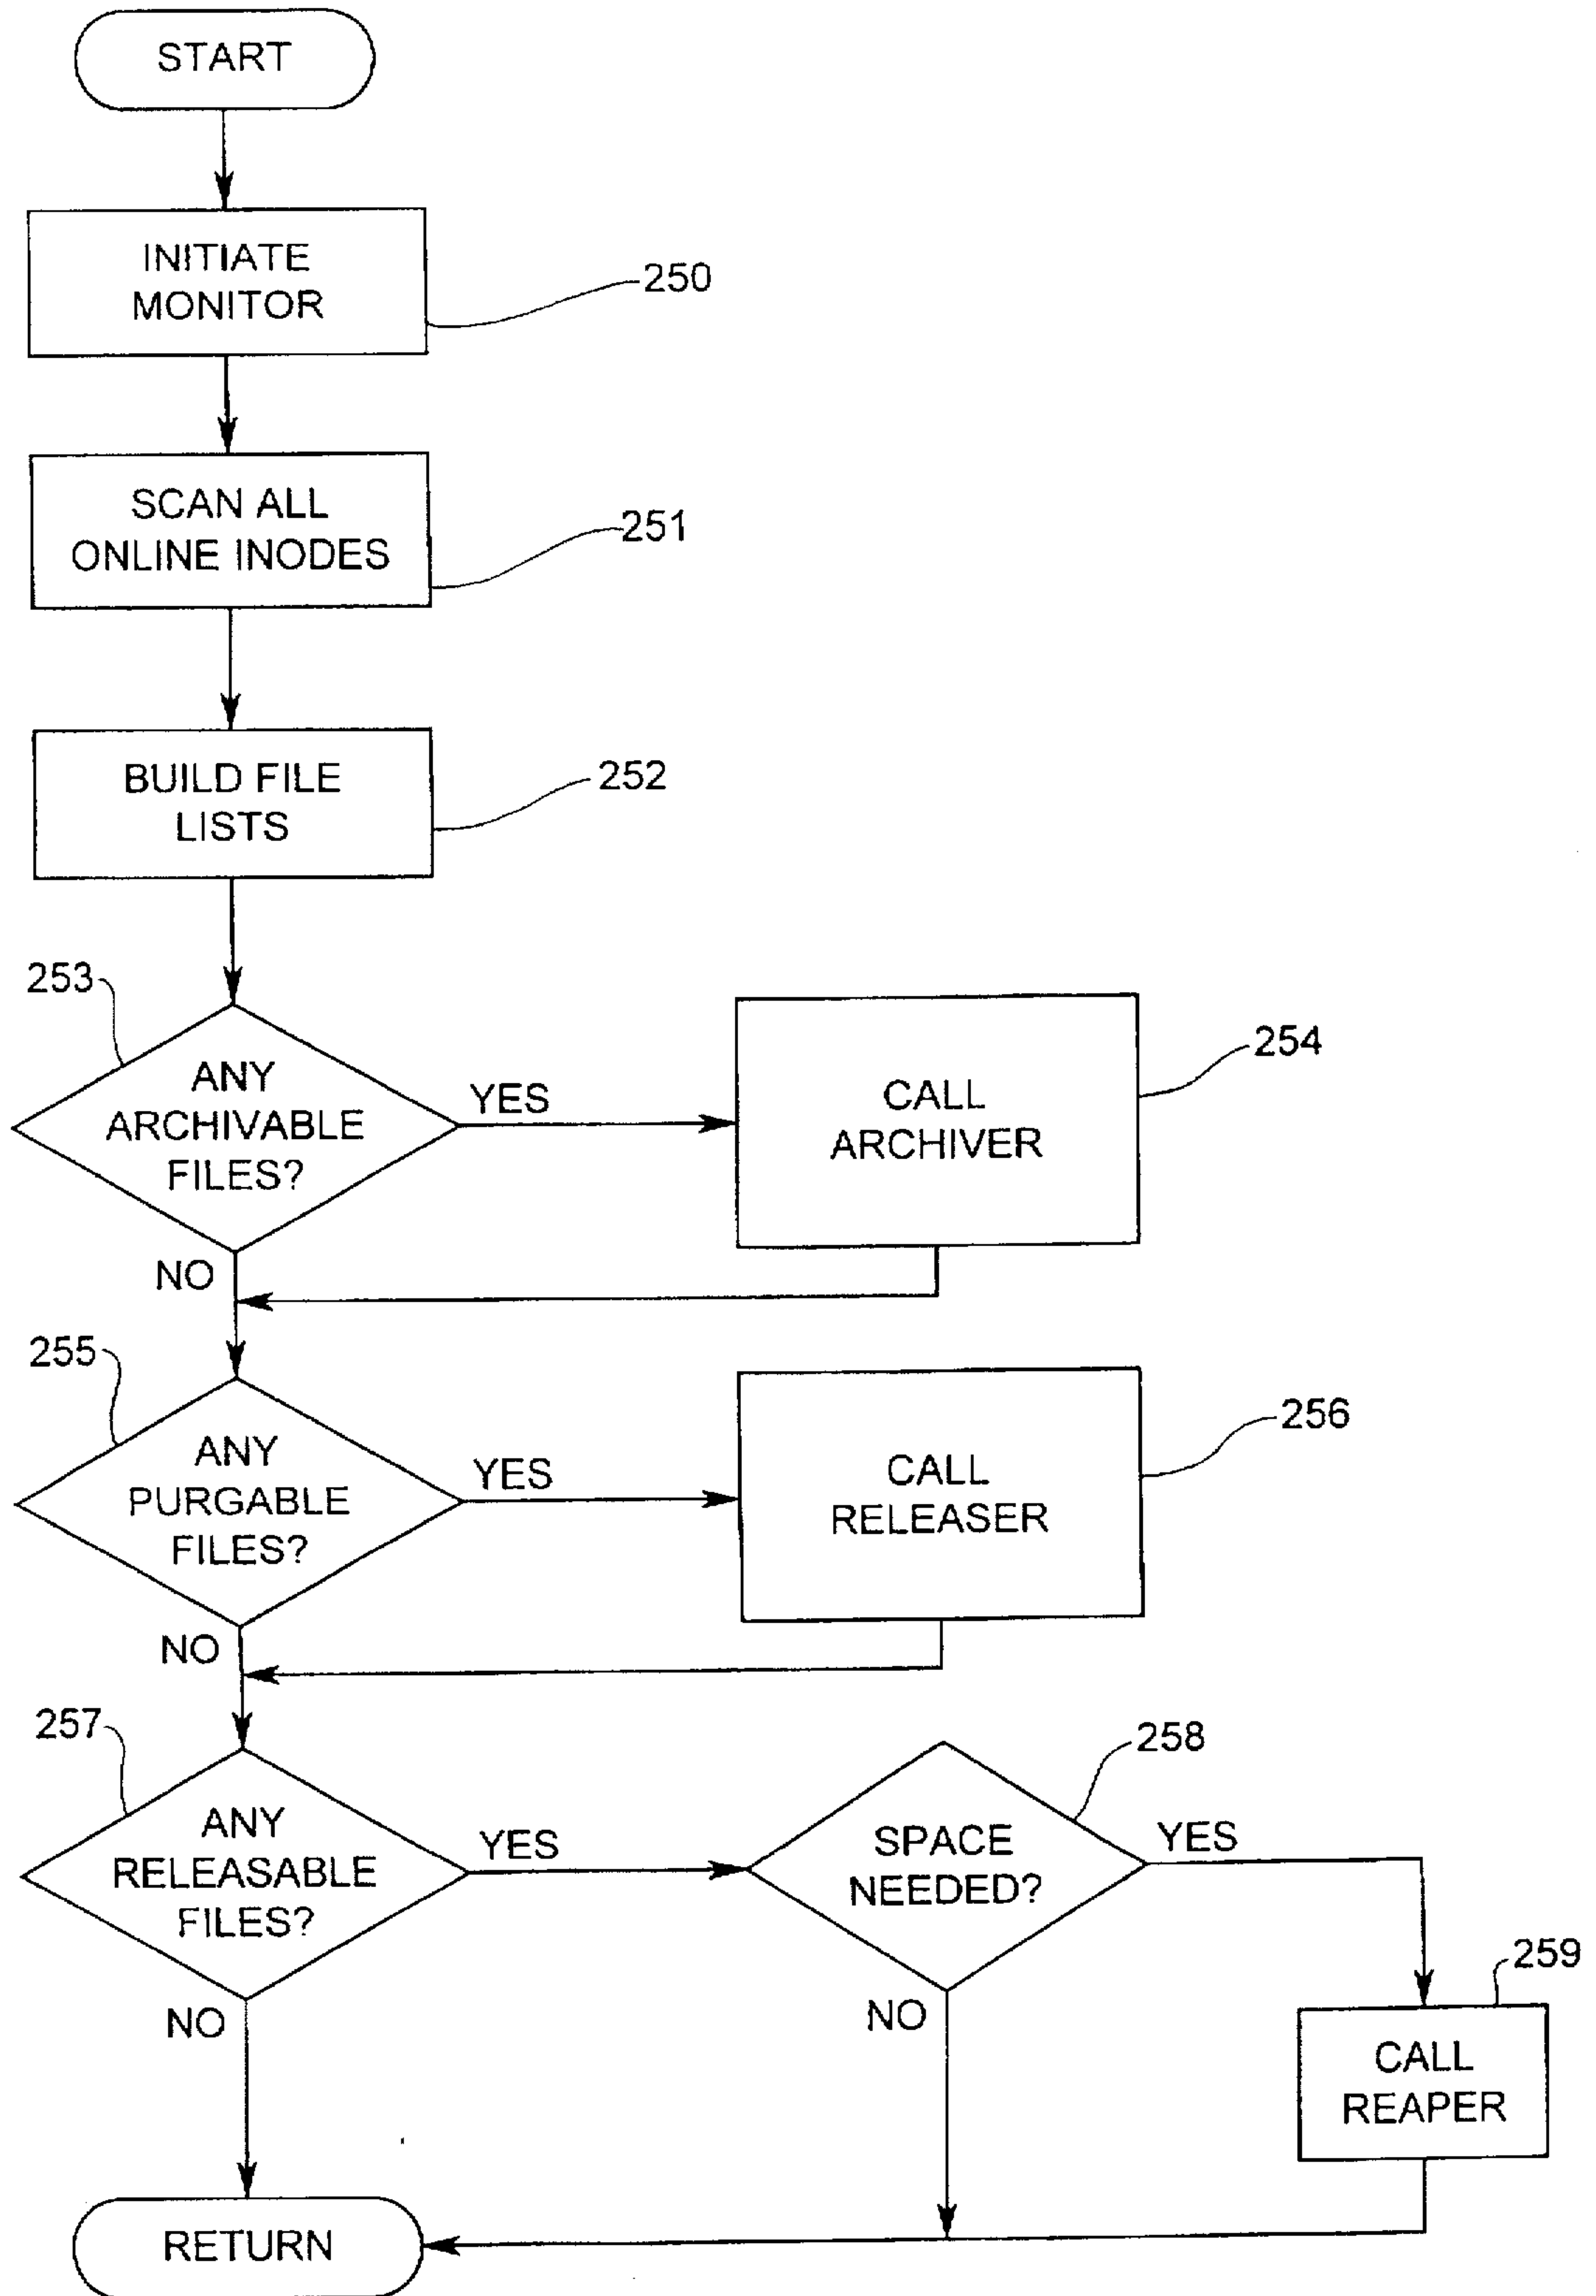 START
INITIATE
MONITOR
250
SCAN ALL
ONLINE INODES
251
BUILD FILE
LISTS
252
253
ANY
ARCHIVABLE
FILES?
YES
NO
CALL
ARCHIVER
254
255
ANY
PURGABLE
FILES?
YES
NO
CALL
RELEASER
256
257
ANY
RELEASABLE
FILES?
YES
NO
SPACE
NEEDED?
258
YES
NO
259
CALL
REAPER
RETURN